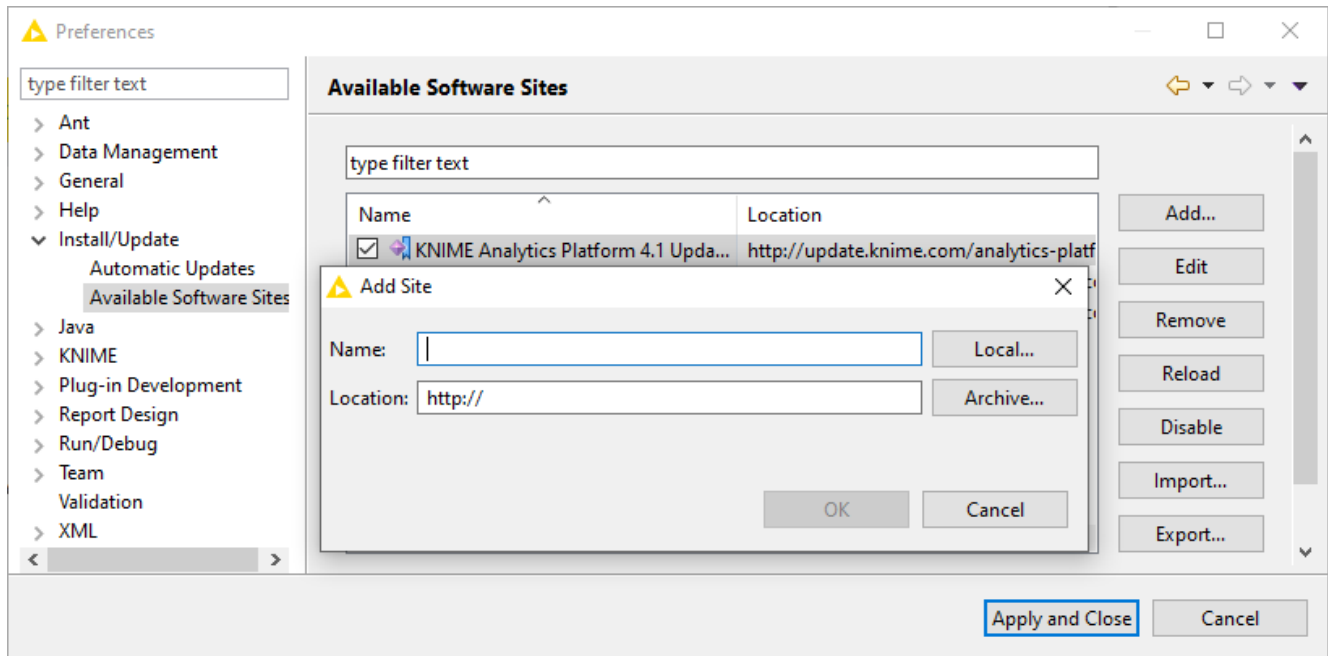 Preferences
type filter text
Ant
Data Management
General
Help
Install/Update
Automatic Updates
Available Software Sites
Java
KNIME
Plug-in Development
Report Design
Run/Debug
Team
Validation
XML
Available Software Sites
type filter text
Name Location
KNIME Analytics Platform 4.1 Upda... http://update.knime.com/analytics-platf
Add...
Edit
Remove
Reload
Disable
Import...
Export...
Add Site
Name: Local...
Location: http:// Archive...
OK Cancel
Apply and Close Cancel